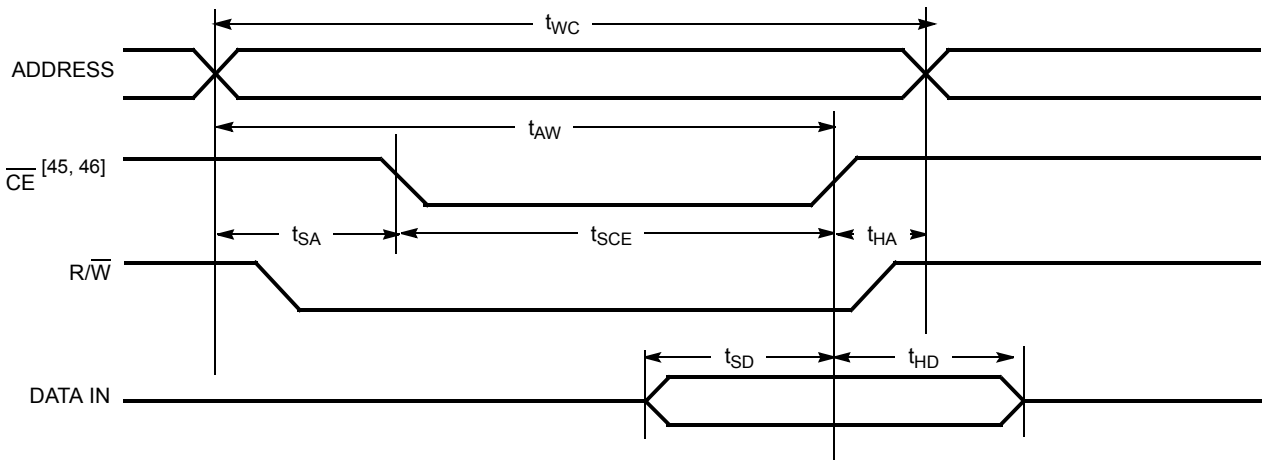 tWC
ADDRESS
tAW
CE [45, 46]
tSA
tSCE
tHA
R/W
tSD
tHD
DATA IN